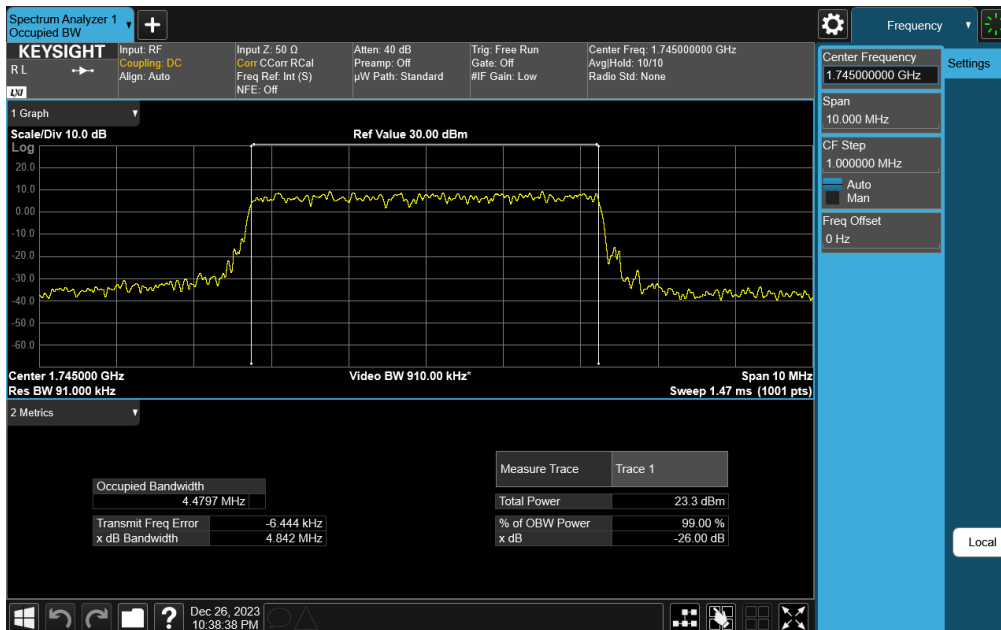 Spectrum Analyzer 1
Occupied BW
+
Frequency
KEYSIGHT
R L
LXI
Input: RF
Coupling: DC
Align: Auto
Input Z: 50 Ω
Corr CCorr RCal
Freq Ref: Int (S)
NFE: Off
Atten: 40 dB
Preamp: Off
µW Path: Standard
Trig: Free Run
Gate: Off
#IF Gain: Low
Center Freq: 1.745000000 GHz
Avg|Hold: 10/10
Radio Std: None
Center Frequency
1.745000000 GHz
Settings
Span
10.000 MHz
CF Step
1.000000 MHz
Auto
Man
Freq Offset
0 Hz
Local
1 Graph
Scale/Div 10.0 dB
Ref Value 30.00 dBm
Log
20.0
10.0
0.00
-10.0
-20.0
-30.0
-40.0
-50.0
-60.0
Center 1.745000 GHz
Video BW 910.00 kHz*
Span 10 MHz
Res BW 91.000 kHz
Sweep 1.47 ms (1001 pts)
2 Metrics
Occupied Bandwidth
4.4797 MHz
Transmit Freq Error -6.444 kHz
x dB Bandwidth 4.842 MHz
Measure Trace Trace 1
Total Power 23.3 dBm
% of OBW Power 99.00 %
x dB -26.00 dB
?
Dec 26, 2023
10:38:38 PM